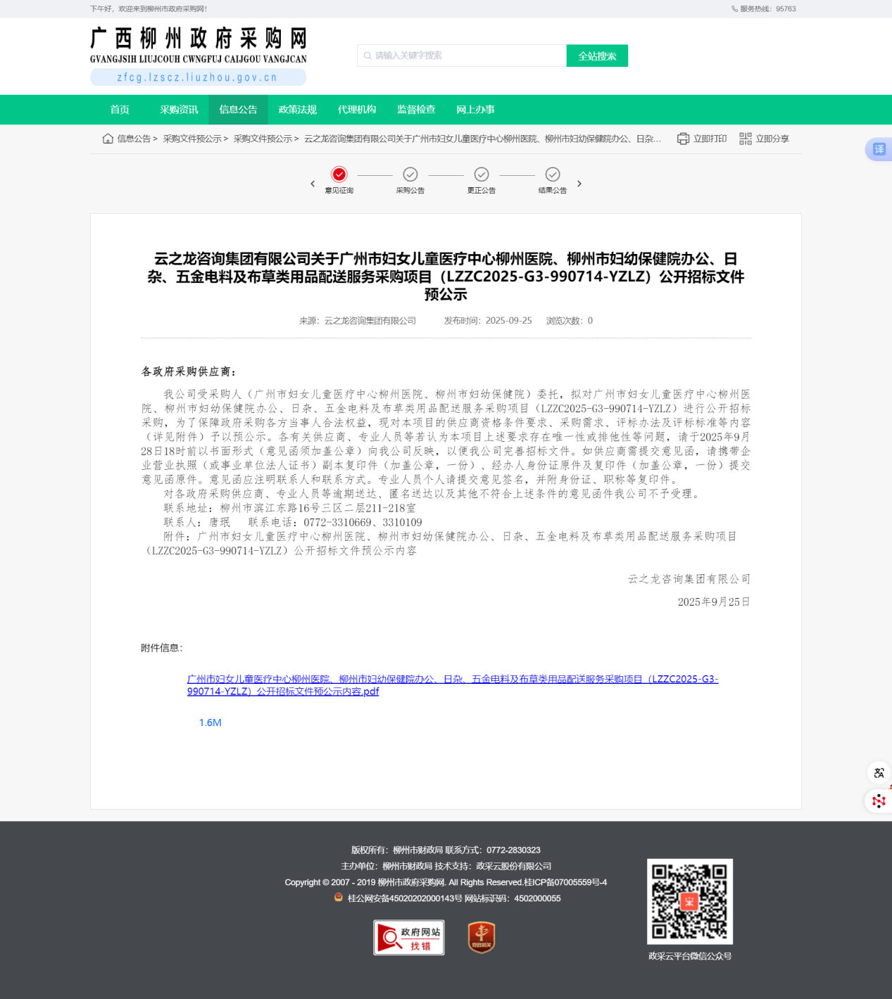 下午好，欢迎来到柳州市政府采购网！
服务热线：95763
广西柳州政府采购网
GVANGJSIH LIUJCOUH CWNGFUJ CAIJGOU VANGJCAN
zfcg.lzscz.liuzhou.gov.cn
请输入关键字搜索
全站搜索
首页 采购资讯 信息公告 政策法规 代理机构 监督检查 网上办事
信息公告 > 采购文件预公示 > 采购文件预公示 > 云之龙咨询集团有限公司关于广州市妇女儿童医疗中心柳州医院、柳州市妇幼保健院办公、日杂...
立即打印 立即分享
译
意见征询 采购公告 更正公告 结果公告
云之龙咨询集团有限公司关于广州市妇女儿童医疗中心柳州医院、柳州市妇幼保健院办公、日
杂、五金电料及布草类用品配送服务采购项目（LZZC2025-G3-990714-YZLZ）公开招标文件
预公示
来源：云之龙咨询集团有限公司 发布时间：2025-09-25 浏览次数：0
各政府采购供应商：
我公司受采购人（广州市妇女儿童医疗中心柳州医院、柳州市妇幼保健院）委托，拟对广州市妇女儿童医疗中心柳州医
院、柳州市妇幼保健院办公、日杂、五金电料及布草类用品配送服务采购项目（LZZC2025-G3-990714-YZLZ）进行公开招标
采购，为了保障政府采购各方当事人合法权益，现对本项目的供应商资格条件要求、采购需求、评标办法及评标标准等内容
（详见附件）予以预公示。各有关供应商、专业人员等若认为本项目上述要求存在唯一性或排他性等问题，请于2025年9月
28日18时前以书面形式（意见函须加盖公章）向我公司反映，以便我公司完善招标文件。如供应商需提交意见函，请携带企
业营业执照（或事业单位法人证书）副本复印件（加盖公章，一份）、经办人身份证原件及复印件（加盖公章，一份）提交
意见函原件。意见函应注明联系人和联系方式。专业人员个人请提交意见签名，并附身份证、职称等复印件。
对各政府采购供应商、专业人员等逾期送达、匿名送达以及其他不符合上述条件的意见函件我公司不予受理。
联系地址：柳州市滨江东路16号三区二层211-218室
联系人：唐珉 联系电话：0772-3310669、3310109
附件：广州市妇女儿童医疗中心柳州医院、柳州市妇幼保健院办公、日杂、五金电料及布草类用品配送服务采购项目
（LZZC2025-G3-990714-YZLZ）公开招标文件预公示内容
云之龙咨询集团有限公司
2025年9月25日
附件信息：
广州市妇女儿童医疗中心柳州医院、柳州市妇幼保健院办公、日杂、五金电料及布草类用品配送服务采购项目（LZZC2025-G3-
990714-YZLZ）公开招标文件预公示内容.pdf
1.6M
版权所有：柳州市财政局 联系方式：0772-2830323
主办单位：柳州市财政局 技术支持：政采云股份有限公司
Copyright © 2007 - 2019 柳州市政府采购网. All Rights Reserved.桂ICP备07005559号-4
桂公网安备45020202000143号 网站标识码：4502000055
政府网站
找错
党政机关
采
政采云平台微信公众号